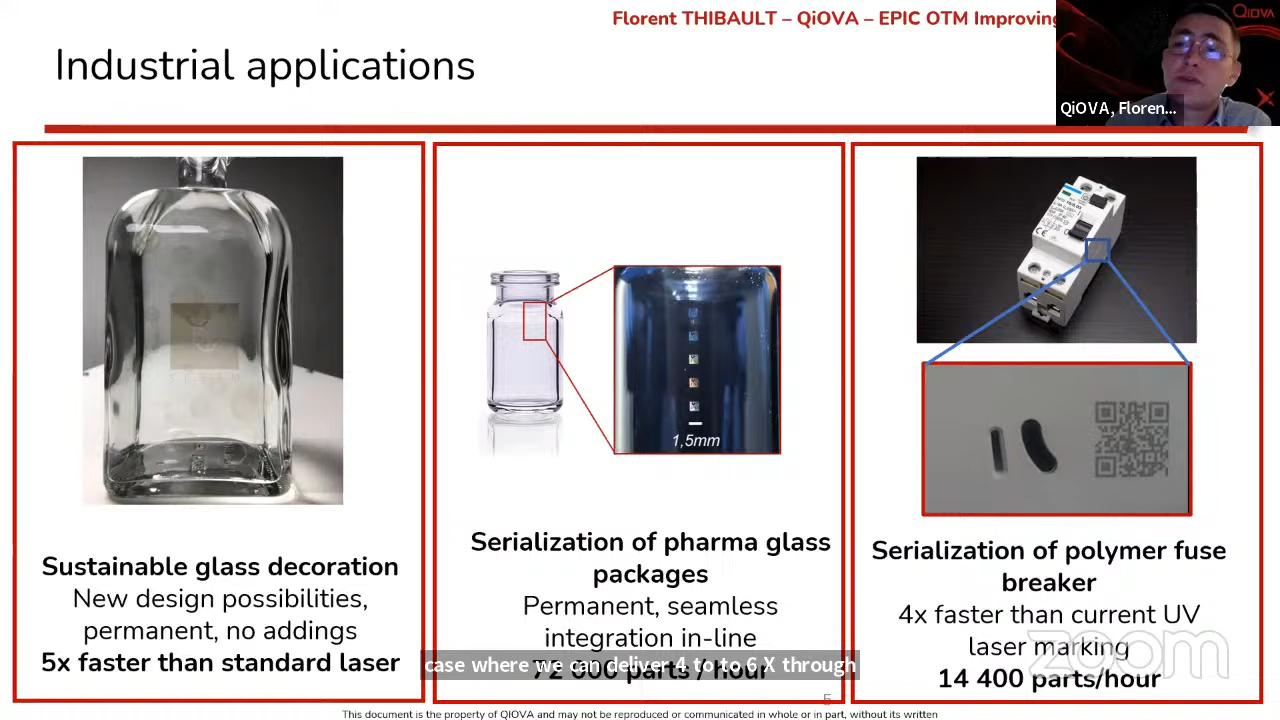 Florent THIBAULT – QiOVA – EPIC OTM Improving
QiOVA
Industrial applications
QiOVA, Floren...
CE
1,5mm
Sustainable glass decoration
New design possibilities,
permanent, no addings
5x faster than standard laser
Serialization of pharma glass
packages
Permanent, seamless
integration in-line
72 000 parts / hour
Serialization of polymer fuse
breaker
4x faster than current UV
laser marking
14 400 parts/hour
case where we can deliver 4 to to 6 X through
zoom
5
This document is the property of QIOVA and may not be reproduced or communicated in whole or in part, without its written